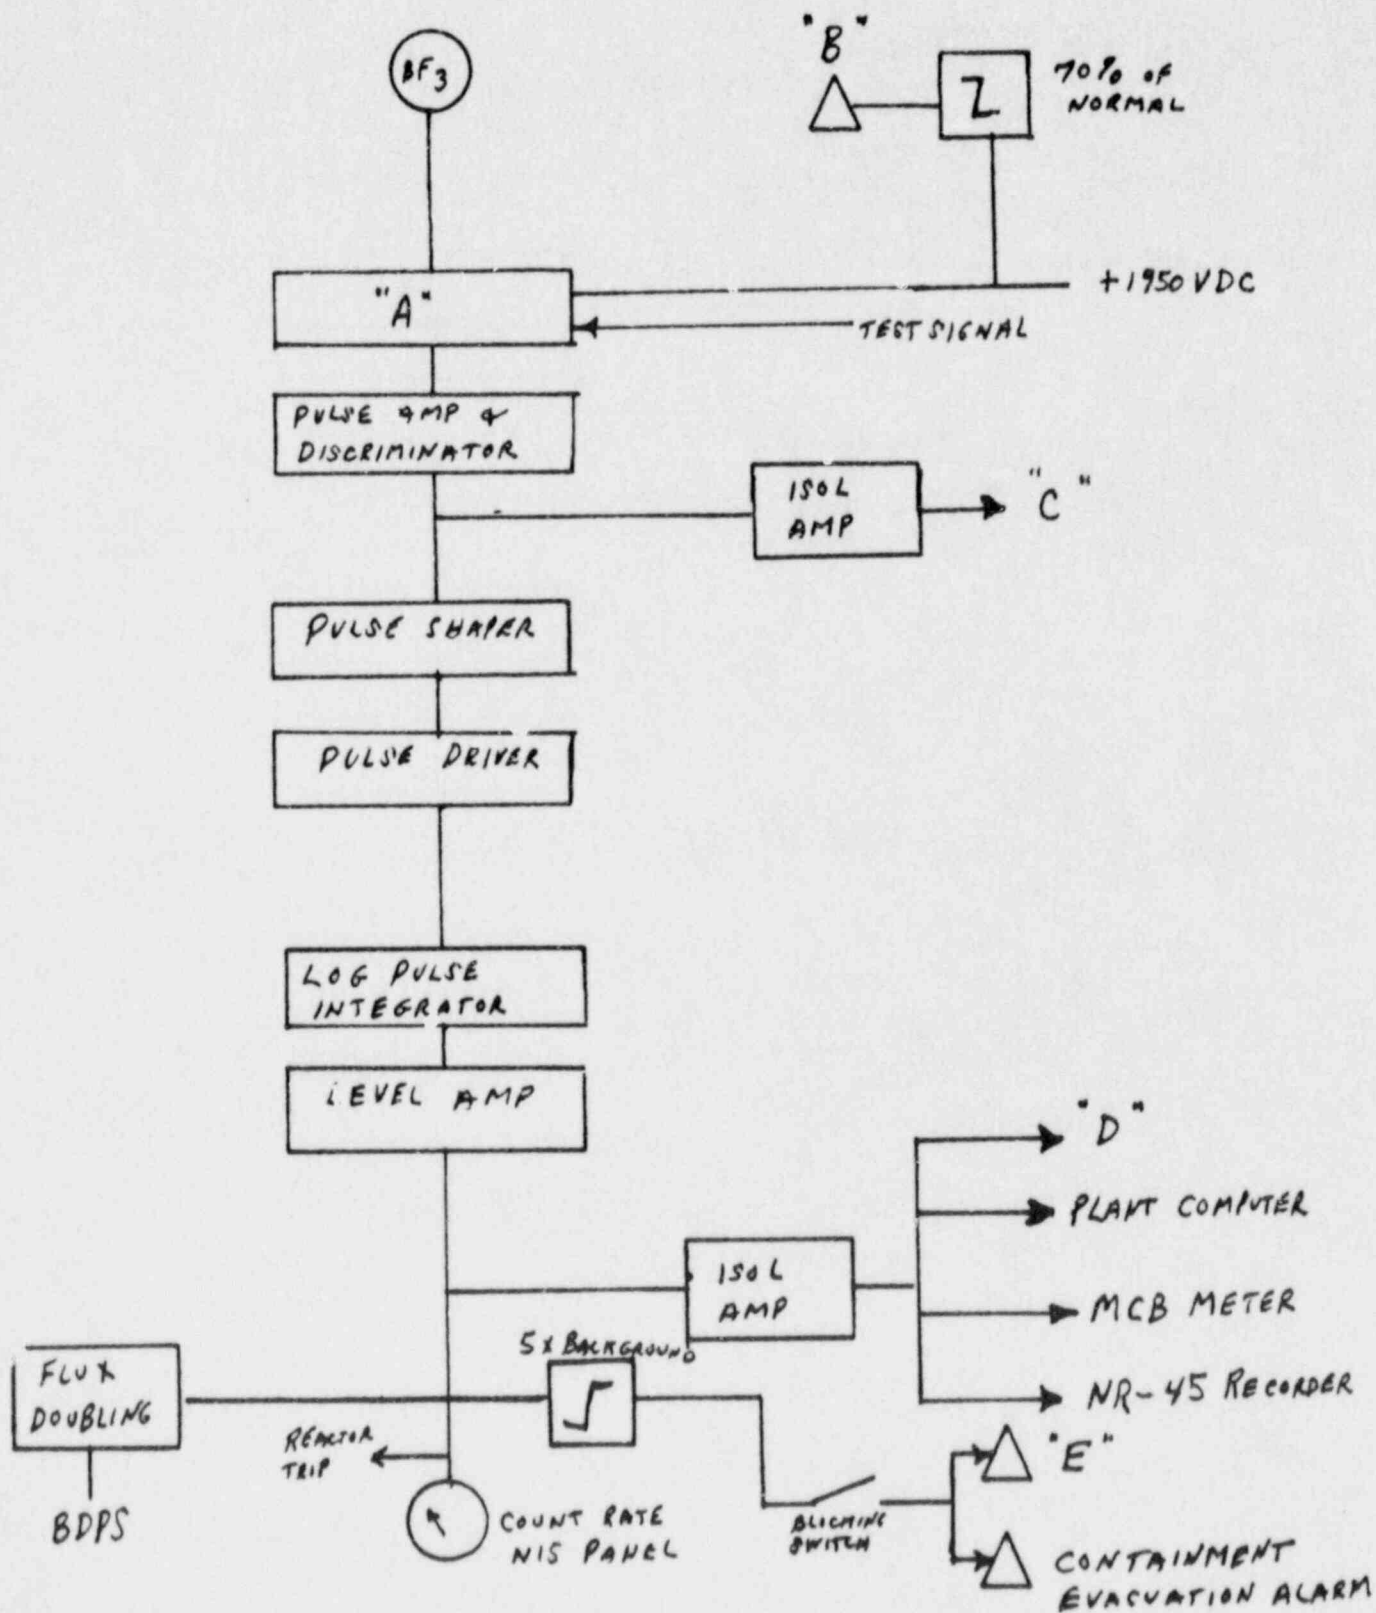 BF3
"B"
70% OF
NORMAL
"A"
+1950 VDC
TEST SIGNAL
PULSE AMP &
DISCRIMINATOR
ISOL
AMP
"C"
PULSE SHAPER
PULSE DRIVER
LOG PULSE
INTEGRATOR
LEVEL AMP
"D"
PLANT COMPUTER
ISOL
AMP
MCB METER
5 X BACKGROUND
NR-45 RECORDER
FLUX
DOUBLING
REACTOR
TRIP
"E"
BDPS
COUNT RATE
NIS PANEL
BLOCKING
SWITCH
CONTAINMENT
EVACUATION ALARM